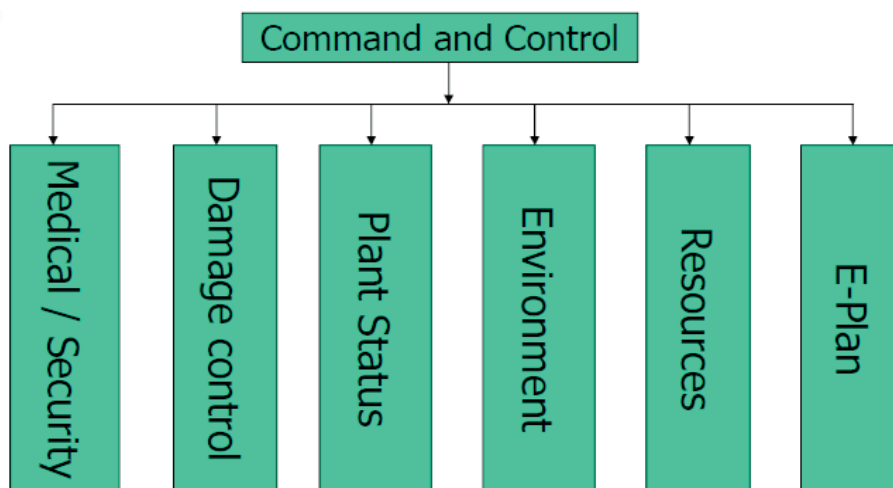 Command and Control
Medical / Security
Damage control
Plant Status
Environment
Resources
E-Plan